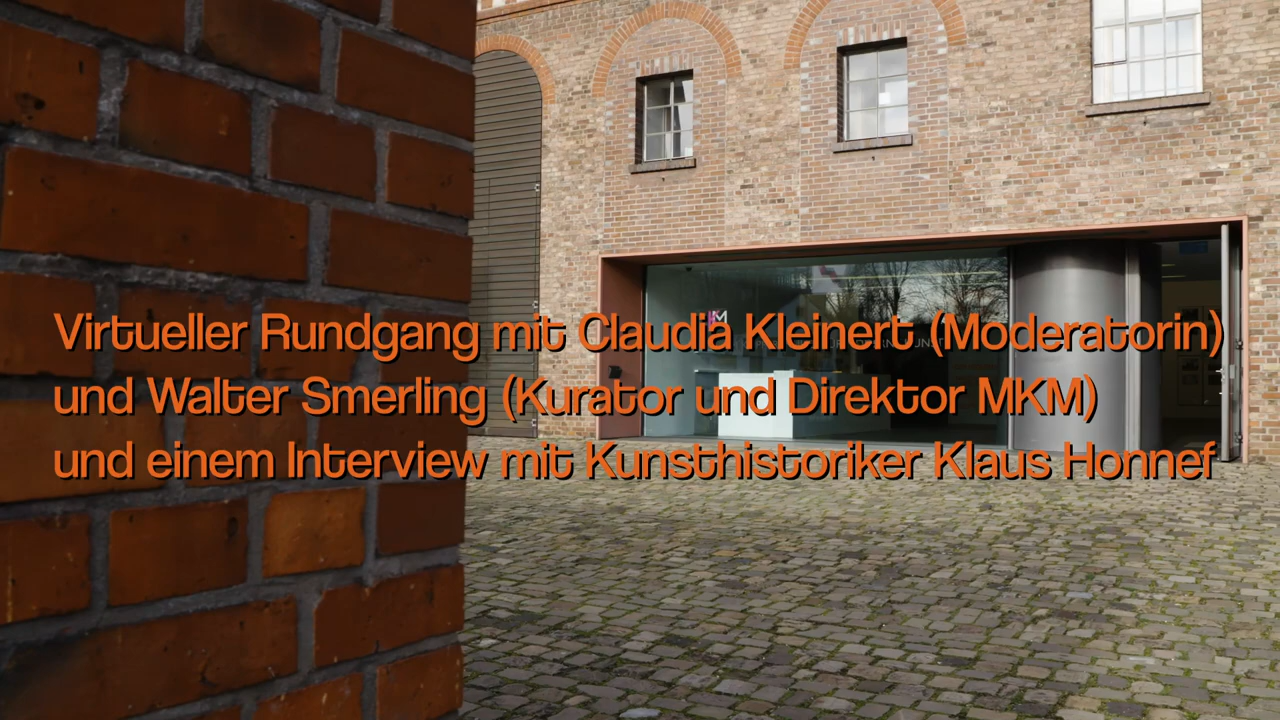 Virtueller Rundgang mit Claudia Kleinert (Moderatorin)
und Walter Smerling (Kurator und Direktor MKM)
und einem Interview mit Kunsthistoriker Klaus Honnef